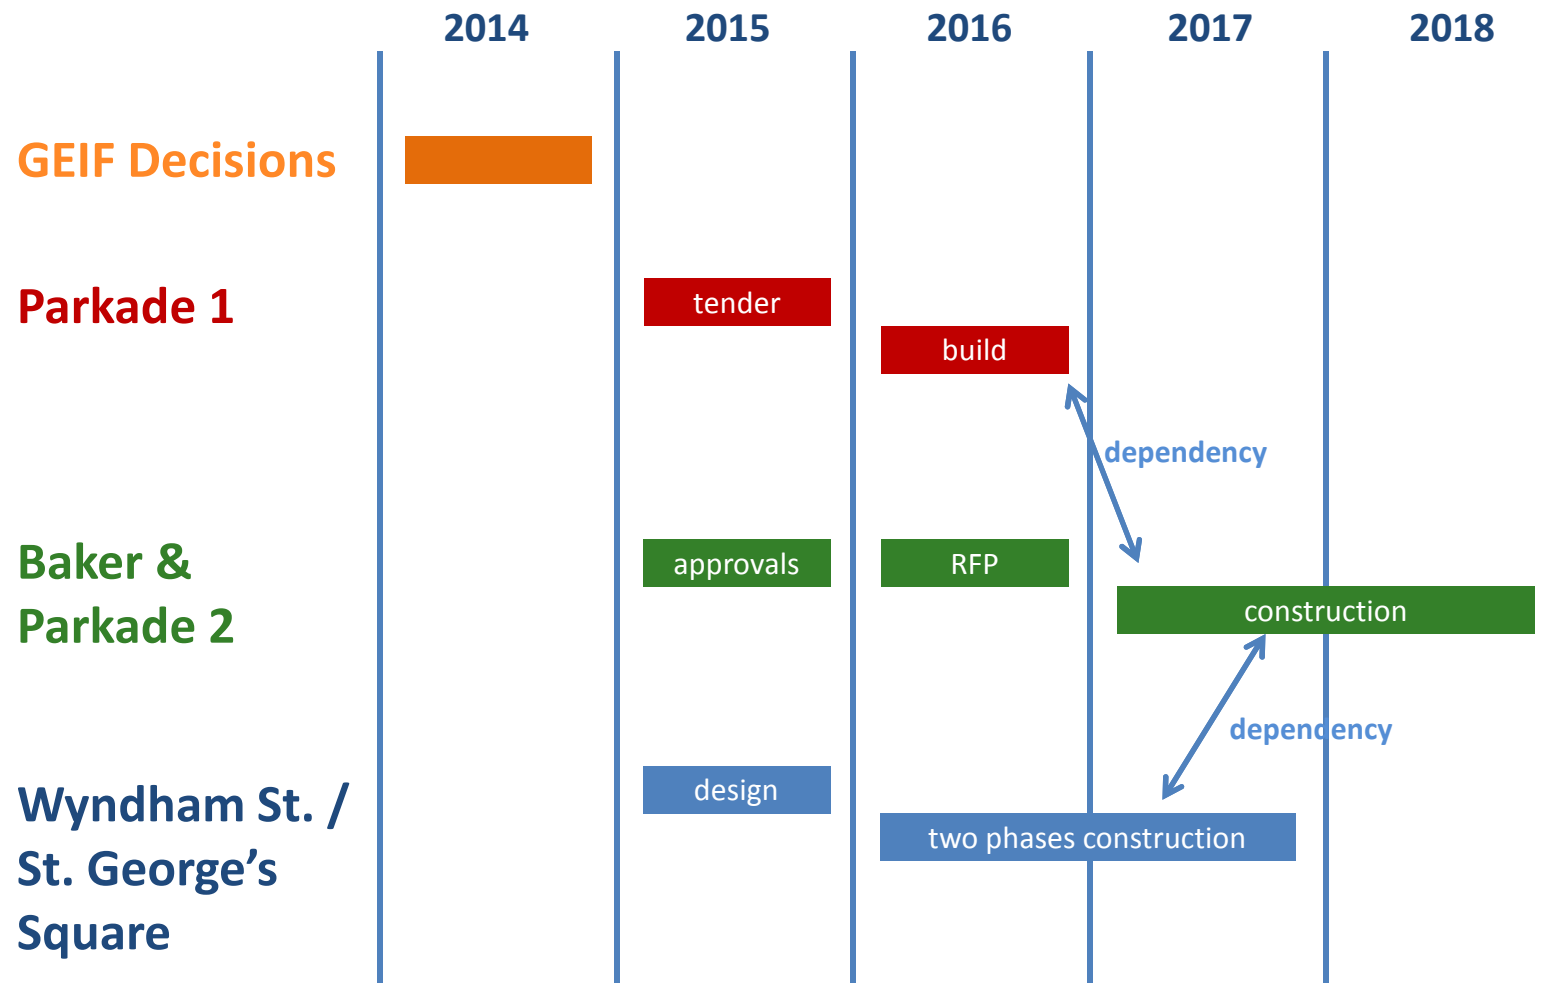 2014 2015 2016 2017 2018
GEIF Decisions
Parkade 1
tender
build
dependency
Baker &
Parkade 2
approvals
RFP
construction
dependency
Wyndham St. /
St. George’s
Square
design
two phases construction